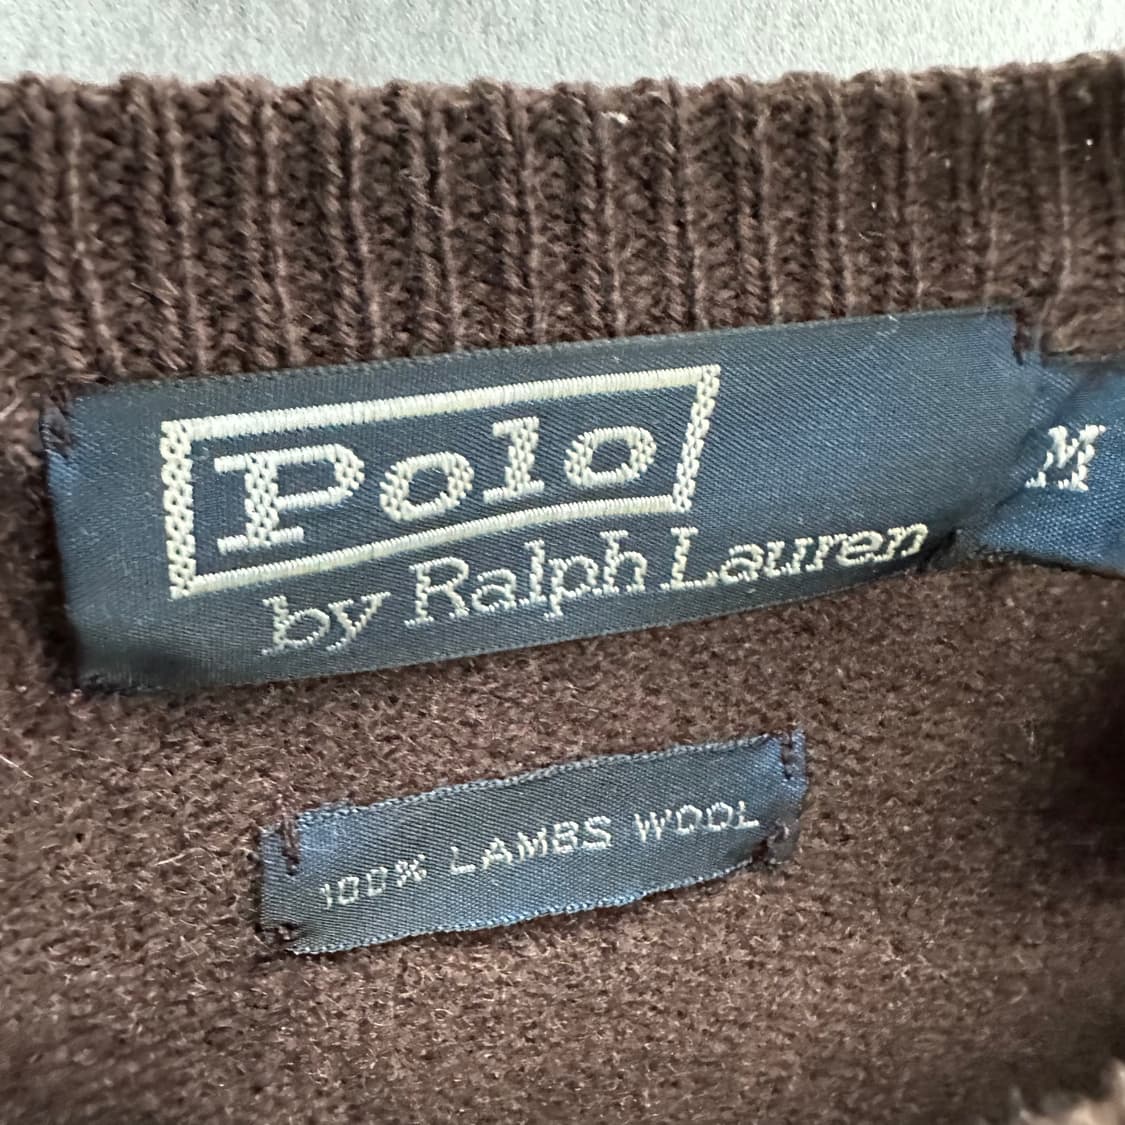 Polo
by Ralph Lauren
M
100% LAMBS WOOL